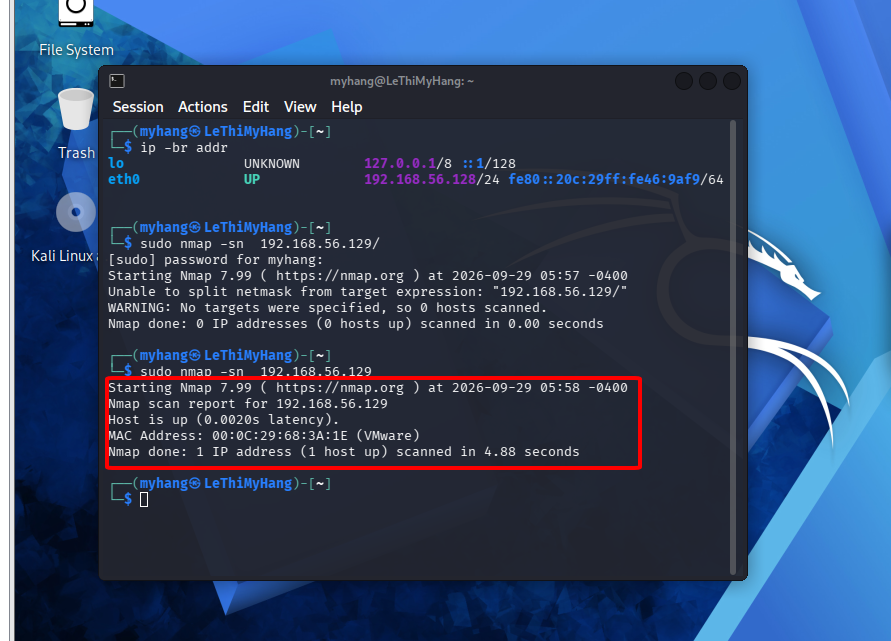 File System
Trash
Kali Linux a
myhang@LeThiMyHang: ~
Session Actions Edit View Help
┌──(myhang㉿LeThiMyHang)-[~]
└─$ ip -br addr
lo UNKNOWN 127.0.0.1/8 ::1/128
eth0 UP 192.168.56.128/24 fe80::20c:29ff:fe46:9af9/64
┌──(myhang㉿LeThiMyHang)-[~]
└─$ sudo nmap -sn  192.168.56.129/
[sudo] password for myhang:
Starting Nmap 7.99 ( https://nmap.org ) at 2026-09-29 05:57 -0400
Unable to split netmask from target expression: "192.168.56.129/"
WARNING: No targets were specified, so 0 hosts scanned.
Nmap done: 0 IP addresses (0 hosts up) scanned in 0.00 seconds
┌──(myhang㉿LeThiMyHang)-[~]
└─$ sudo nmap -sn  192.168.56.129
Starting Nmap 7.99 ( https://nmap.org ) at 2026-09-29 05:58 -0400
Nmap scan report for 192.168.56.129
Host is up (0.0020s latency).
MAC Address: 00:0C:29:68:3A:1E (VMware)
Nmap done: 1 IP address (1 host up) scanned in 4.88 seconds
┌──(myhang㉿LeThiMyHang)-[~]
└─$